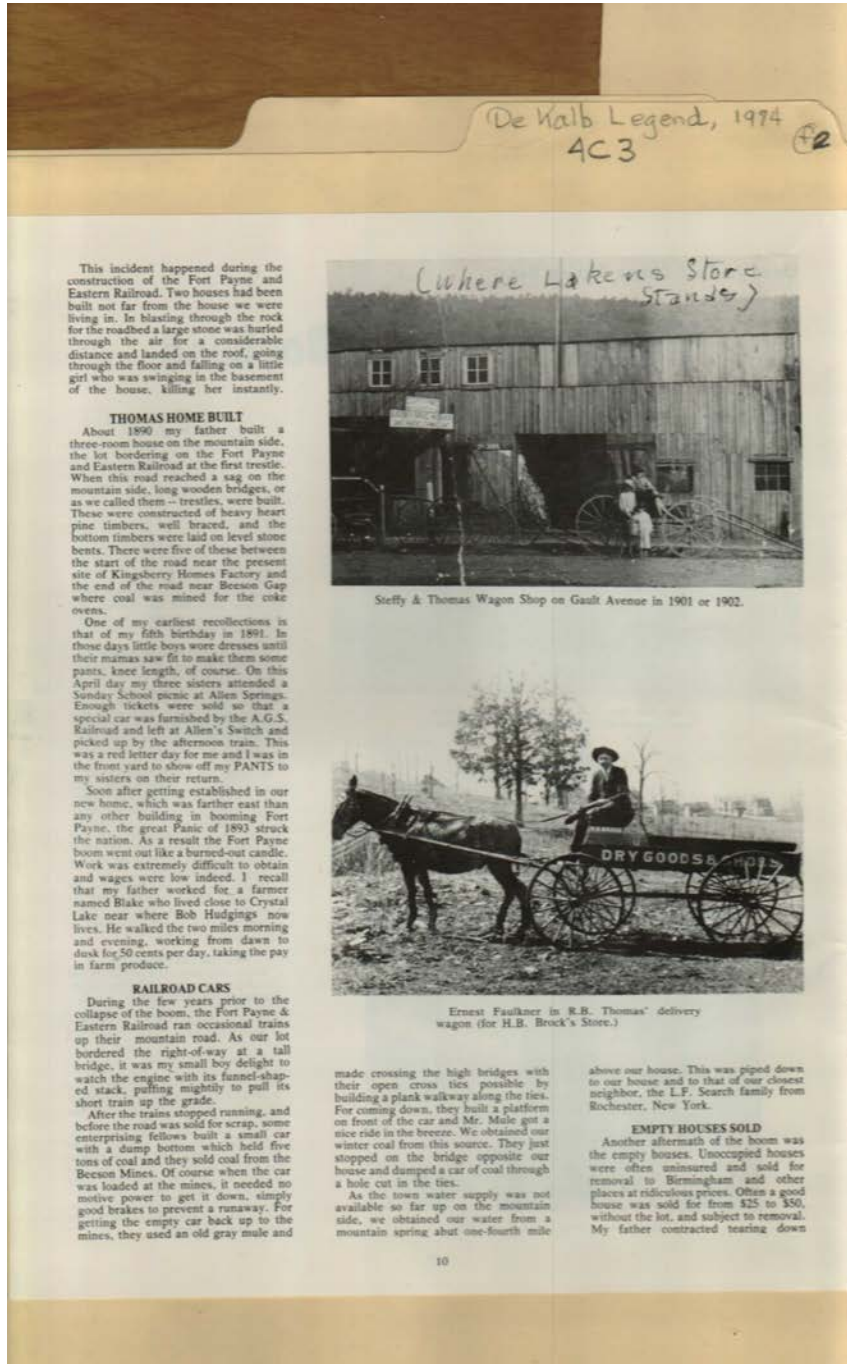 De Kalb Legend, 1974
4C3
This incident happened during the
construction of the Fort Payne and
Eastern Railroad. Two houses had been
built not far from the house we were
living in. In blasting through the rock
for the roadbed a large stone was hurled
through the air for a considerable
distance and landed on the roof, going
through the floor and falling on a little
girl who was swinging in the basement
of the house, killing her instantly.
THOMAS HOME BUILT
About 1890 my father built a
three-room house on the mountain side,
the lot bordering on the Fort Payne
and Eastern Railroad at the first trestle.
When this road reached a sag on the
mountain side, long wooden bridges, or
as we called them -- trestles, were built.
These were constructed of heavy heart
pine timbers, well braced, and the
bottom timbers were laid on level stone
bents. There were five of these between
the start of the road near the present
site of Kingsberry Homes Factory and
the end of the road near Beeson Gap
where coal was mined for the coke
ovens.
One of my earliest recollections is
that of my fifth birthday in 1891. In
those days little boys wore dresses until
their mamas saw fit to make them some
pants, knee length, of course. On this
April day my three sisters attended a
Sunday School picnic at Allen Springs.
Enough tickets were sold so that a
special car was furnished by the A.G.S.
Railroad and left at Allen's Switch and
picked up by the afternoon train. This
was a red letter day for me and I was in
the front yard to show off my PANTS to
my sisters on their return.
Soon after getting established in our
new home, which was farther east than
any other building in booming Fort
Payne, the great Panic of 1893 struck
the nation. As a result the Fort Payne
boom went out like a burned-out candle.
Work was extremely difficult to obtain
and wages were low indeed. I recall
that my father worked for a farmer
named Blake who lived close to Crystal
Lake near where Bob Hudgings now
lives. He walked the two miles morning
and evening, working from dawn to
dusk for 50 cents per day, taking the pay
in farm produce.
RAILROAD CARS
During the few years prior to the
collapse of the boom, the Fort Payne &
Eastern Railroad ran occasional trains
up their mountain road. As our lot
bordered the right-of-way at a tall
bridge, it was my small boy delight to
watch the engine with its funnel-shap-
ed stack, puffing mightily to pull its
short train up the grade.
After the trains stopped running, and
before the road was sold for scrap, some
enterprising fellows built a small car
with a dump bottom which held five
tons of coal and they sold coal from the
Beeson Mines. Of course when the car
was loaded at the mines, it needed no
motive power to get it down, simply
good brakes to prevent a runaway. For
getting the empty car back up to the
mines, they used an old gray mule and
(where Lakens Store
Stands)
Steffy & Thomas Wagon Shop on Gault Avenue in 1901 or 1902.
DRY GOODS & SHOES
Ernest Faulkner in R.B. Thomas' delivery
wagon (for H.B. Brock's Store.)
made crossing the high bridges with
their open cross ties possible by
building a plank walkway along the ties.
For coming down, they built a platform
on front of the car and Mr. Mule got a
nice ride in the breeze. We obtained our
winter coal from this source. They just
stopped on the bridge opposite our
house and dumped a car of coal through
a hole cut in the ties.
As the town water supply was not
available so far up on the mountain
side, we obtained our water from a
mountain spring abut one-fourth mile
above our house. This was piped down
to our house and to that of our closest
neighbor, the L.F. Search family from
Rochester, New York.
EMPTY HOUSES SOLD
Another aftermath of the boom was
the empty houses. Unoccupied houses
were often uninsured and sold for
removal to Birmingham and other
places at ridiculous prices. Often a good
house was sold for from $25 to $50,
without the lot, and subject to removal.
My father contracted tearing down
10